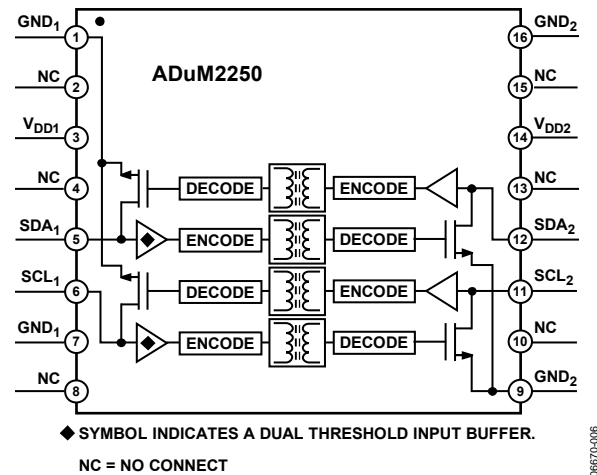 GND1 1 16 GND2
ADuM2250
NC 2 15 NC
VDD1 3 14 VDD2
NC 4 13 NC
DECODE ENCODE
SDA1 5 ENCODE DECODE 12 SDA2
SCL1 6 DECODE ENCODE 11 SCL2
GND1 7 ENCODE DECODE 10 NC
NC 8 9 GND2
◆ SYMBOL INDICATES A DUAL THRESHOLD INPUT BUFFER.
NC = NO CONNECT
06670-006